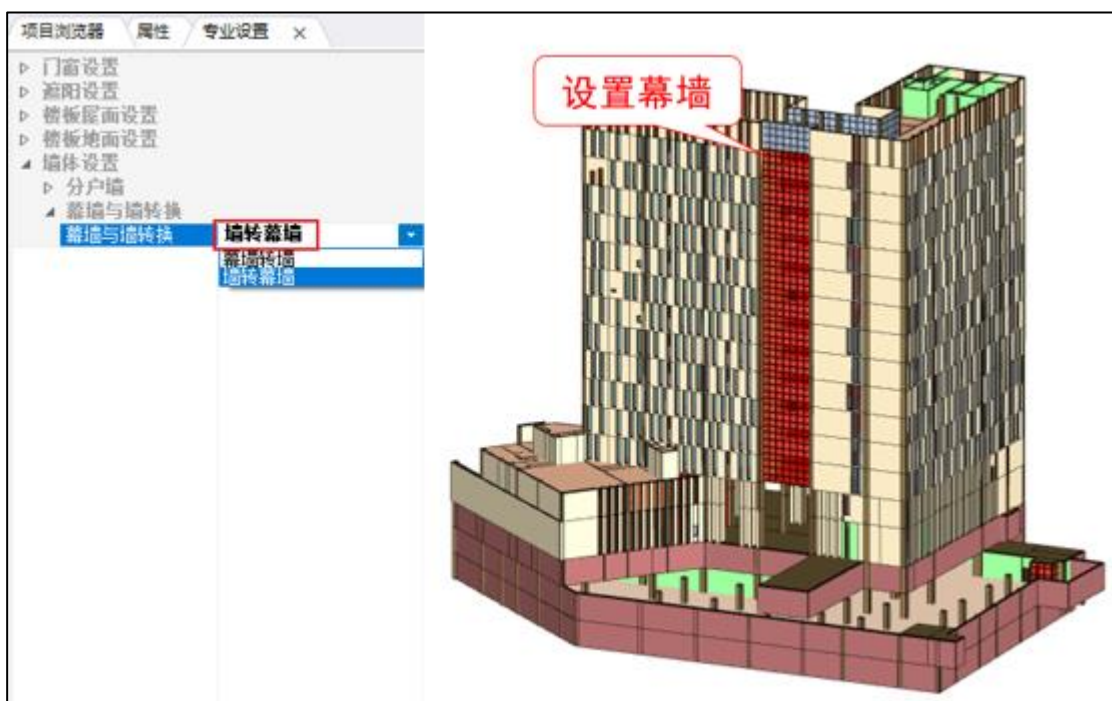 项目浏览器 属性 专业设置 ×
门窗设置
遮阳设置
楼板屋面设置
楼板地面设置
墙体设置
分户墙
幕墙与墙转换
幕墙与墙转换 墙转幕墙
幕墙转墙
墙转幕墙
设置幕墙